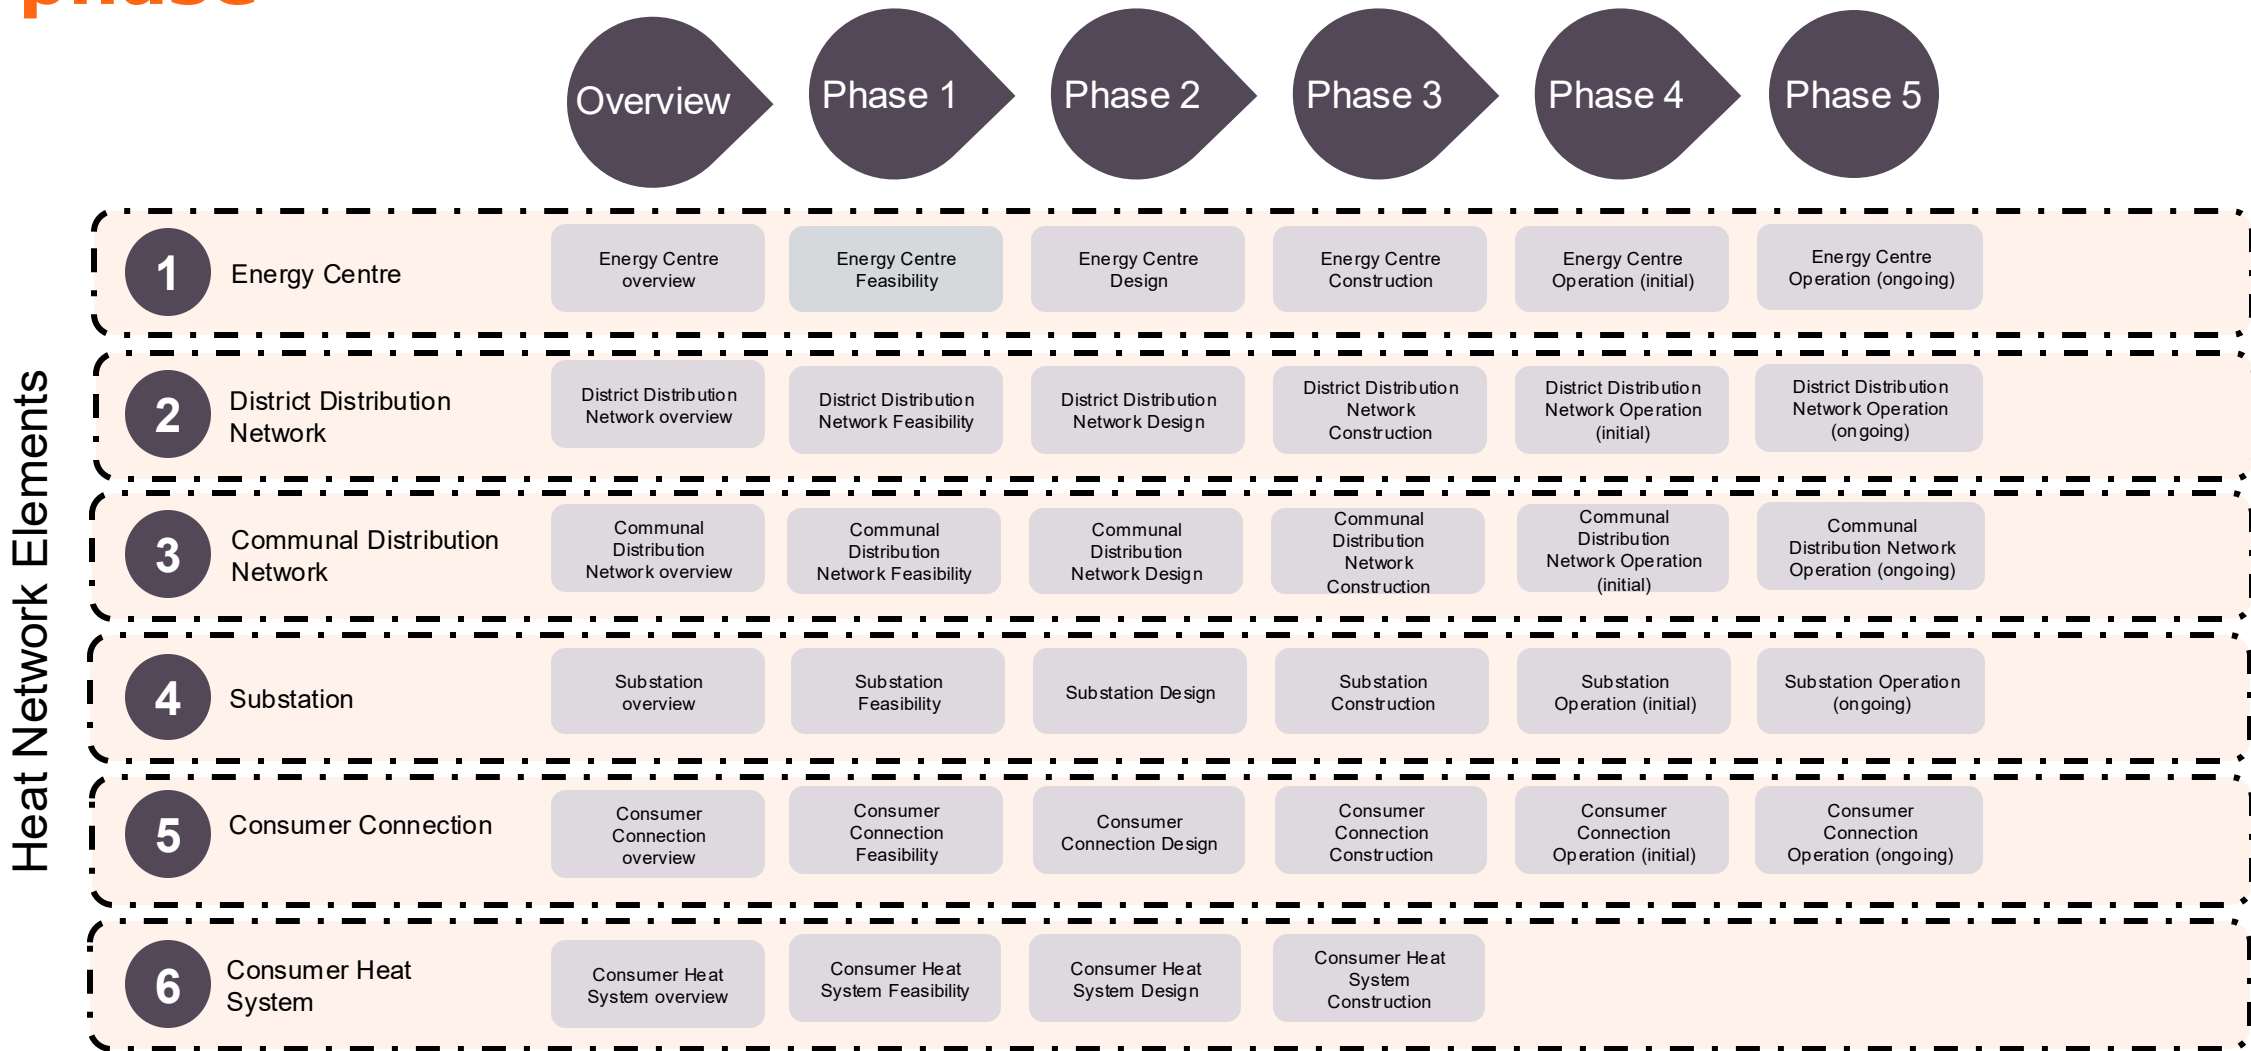 phase
Overview
Phase 1
Phase 2
Phase 3
Phase 4
Phase 5
Heat Network Elements
1
Energy Centre
Energy Centre
overview
Energy Centre
Feasibility
Energy Centre
Design
Energy Centre
Construction
Energy Centre
Operation (initial)
Energy Centre
Operation (ongoing)
2
District Distribution
Network
District Distribution
Network overview
District Distribution
Network Feasibility
District Distribution
Network Design
District Distribution
Network
Construction
District Distribution
Network Operation
(initial)
District Distribution
Network Operation
(ongoing)
3
Communal Distribution
Network
Communal
Distribution
Network overview
Communal
Distribution
Network Feasibility
Communal
Distribution
Network Design
Communal
Distribution
Network
Construction
Communal
Distribution
Network Operation
(initial)
Communal
Distribution Network
Operation (ongoing)
4
Substation
Substation
overview
Substation
Feasibility
Substation Design
Substation
Construction
Substation
Operation (initial)
Substation Operation
(ongoing)
5
Consumer Connection
Consumer
Connection
overview
Consumer
Connection
Feasibility
Consumer
Connection Design
Consumer
Connection
Construction
Consumer
Connection
Operation (initial)
Consumer
Connection
Operation (ongoing)
6
Consumer Heat
System
Consumer Heat
System overview
Consumer Heat
System Feasibility
Consumer Heat
System Design
Consumer Heat
System
Construction